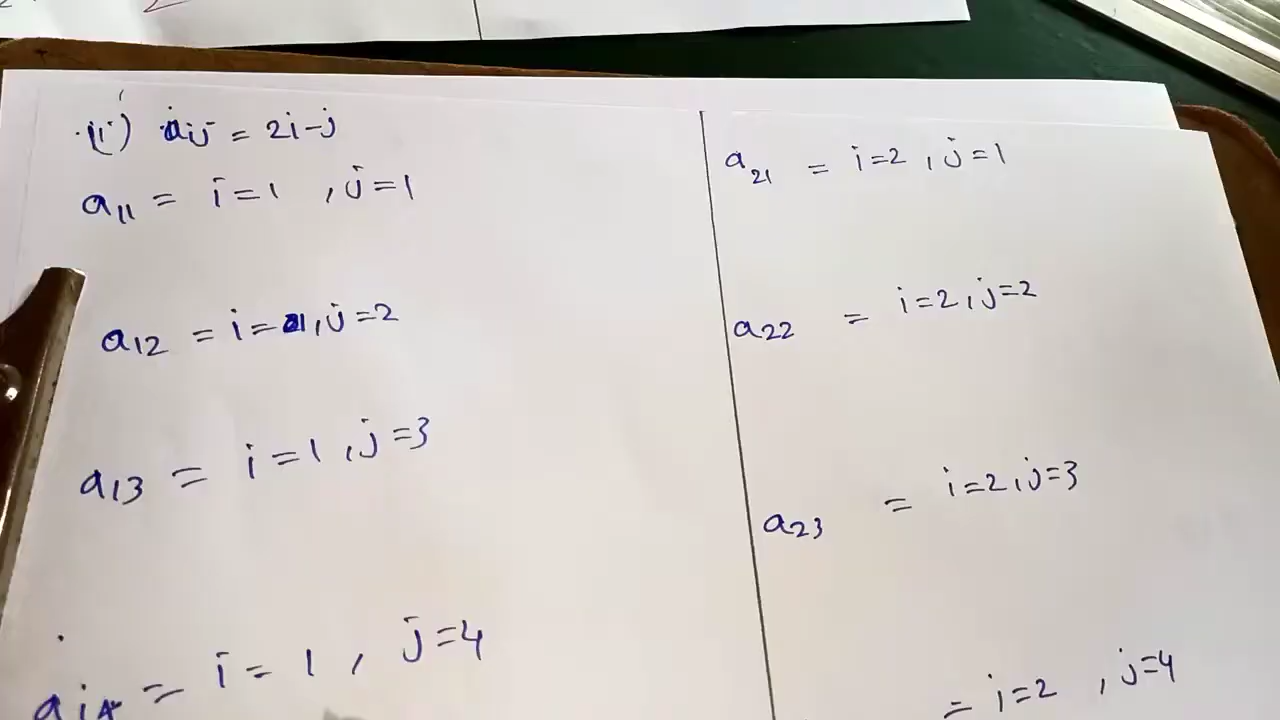 (ii) aij = 2i-j
a11 = i=1 , j=1
a12 = i=1, j=2
a13 = i=1, j=3
a14 = i=1, j=4
a21 = i=2, j=1
a22 = i=2, j=2
a23 = i=2, j=3
= i=2, j=4